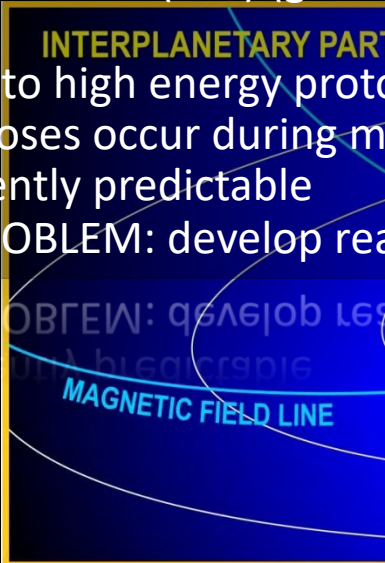 INTERPLANETARY PART
to high energy proto
oses occur during m
ently predictable
OBLEM: develop rea
MAGNETIC FIELD LINE